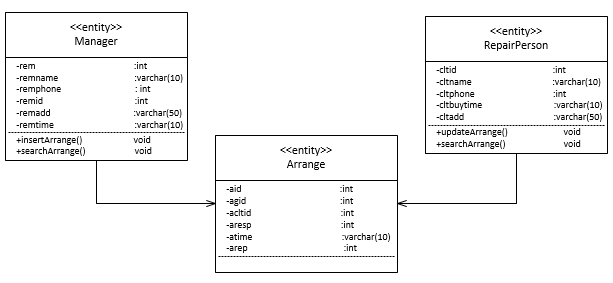 <<entity>>
Manager
-rem :int
-remname :varchar(10)
-remphone : int
-remid :int
-remadd :varchar(50)
-remtime :varchar(10)
+insertArrange() void
+searchArrange() void
<<entity>>
RepairPerson
-cltid :int
-cltname :varchar(10)
-cltphone :int
-cltbuytime :varchar(10)
-cltadd :varchar(50)
+updateArrange() void
+searchArrange() void
<<entity>>
Arrange
-aid :int
-agid :int
-acltid :int
-aresp :int
-atime :varchar(10)
-arep :int